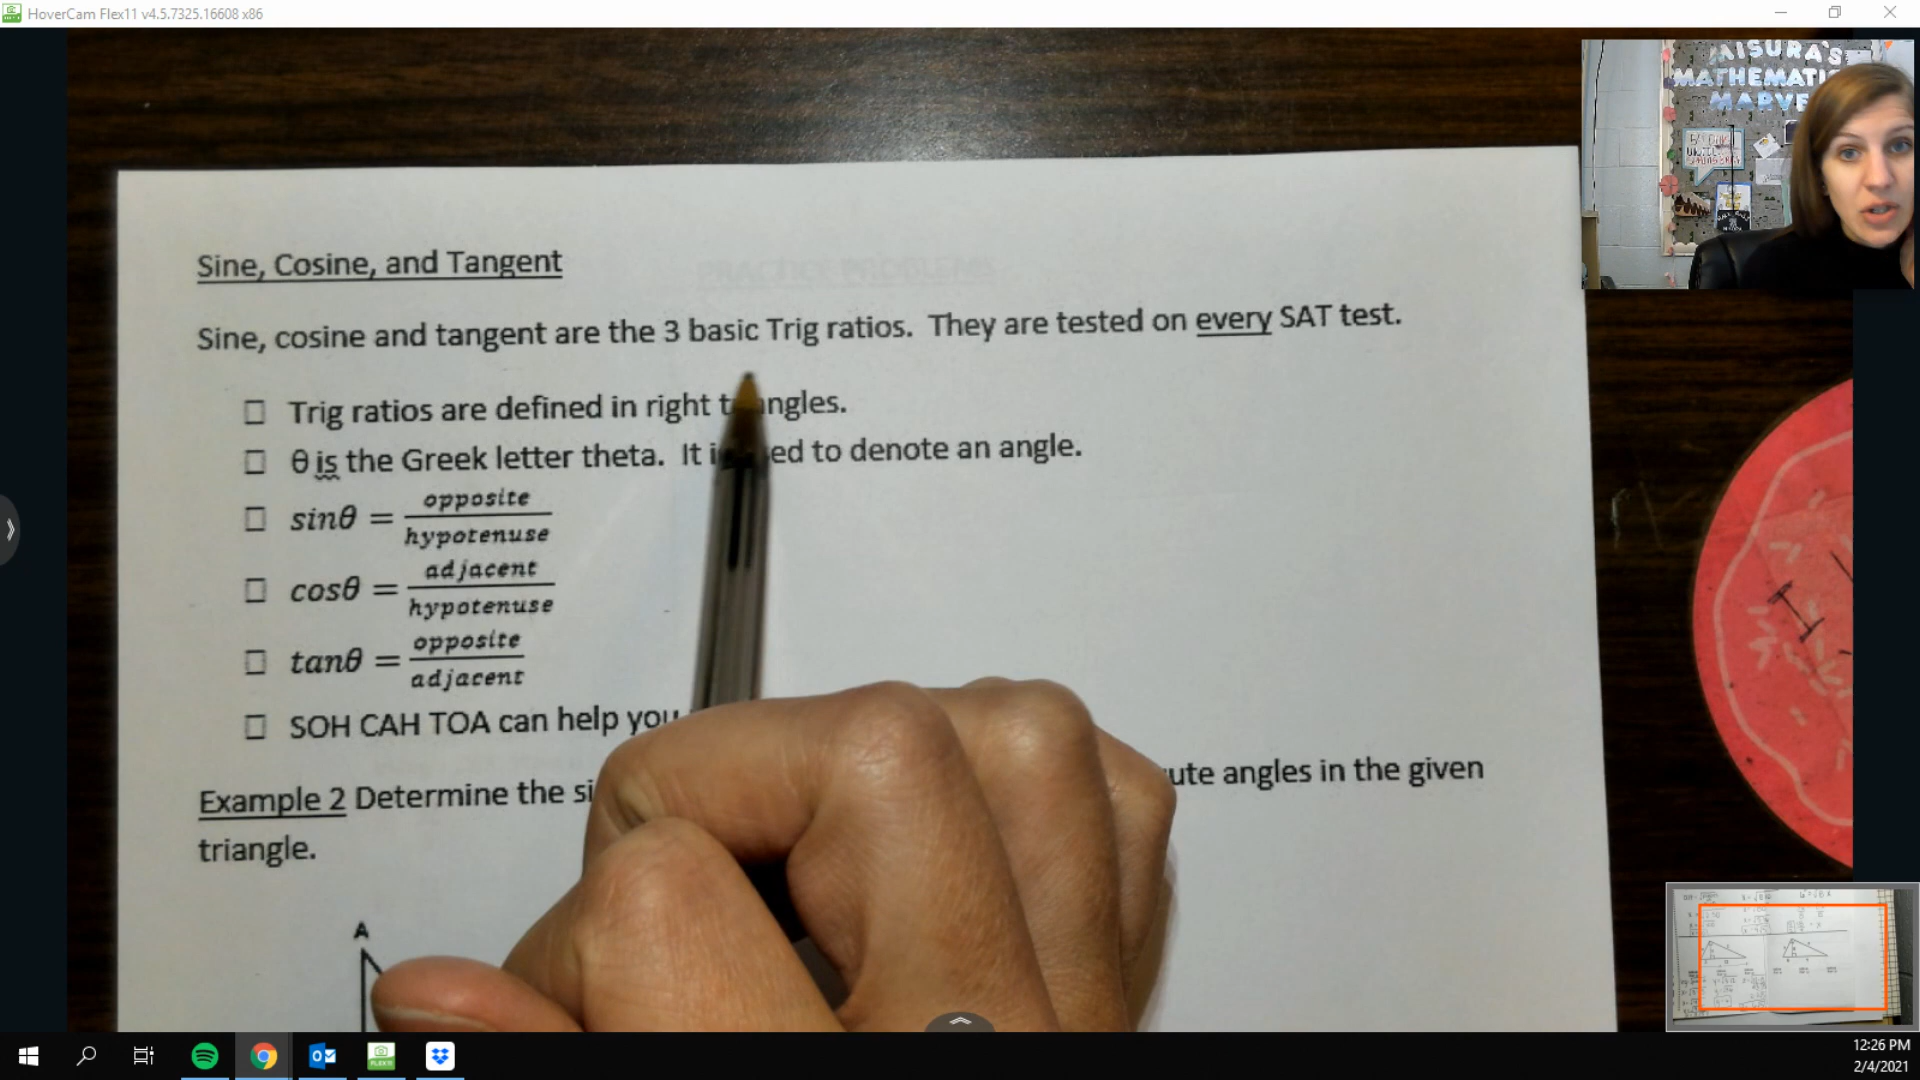 HoverCam Flex11 v4.5.7325.16608 x86
MISURA'S
MATHEMATI
MARVE
Sine, Cosine, and Tangent
Sine, cosine and tangent are the 3 basic Trig ratios. They are tested on every SAT test.
□ Trig ratios are defined in right t angles.
□ θ is the Greek letter theta. It i ed to denote an angle.
□ sinθ = opposite / hypotenuse
□ cosθ = adjacent / hypotenuse
□ tanθ = opposite / adjacent
□ SOH CAH TOA can help you
Example 2 Determine the si ute angles in the given
triangle.
A
12:26 PM
2/4/2021